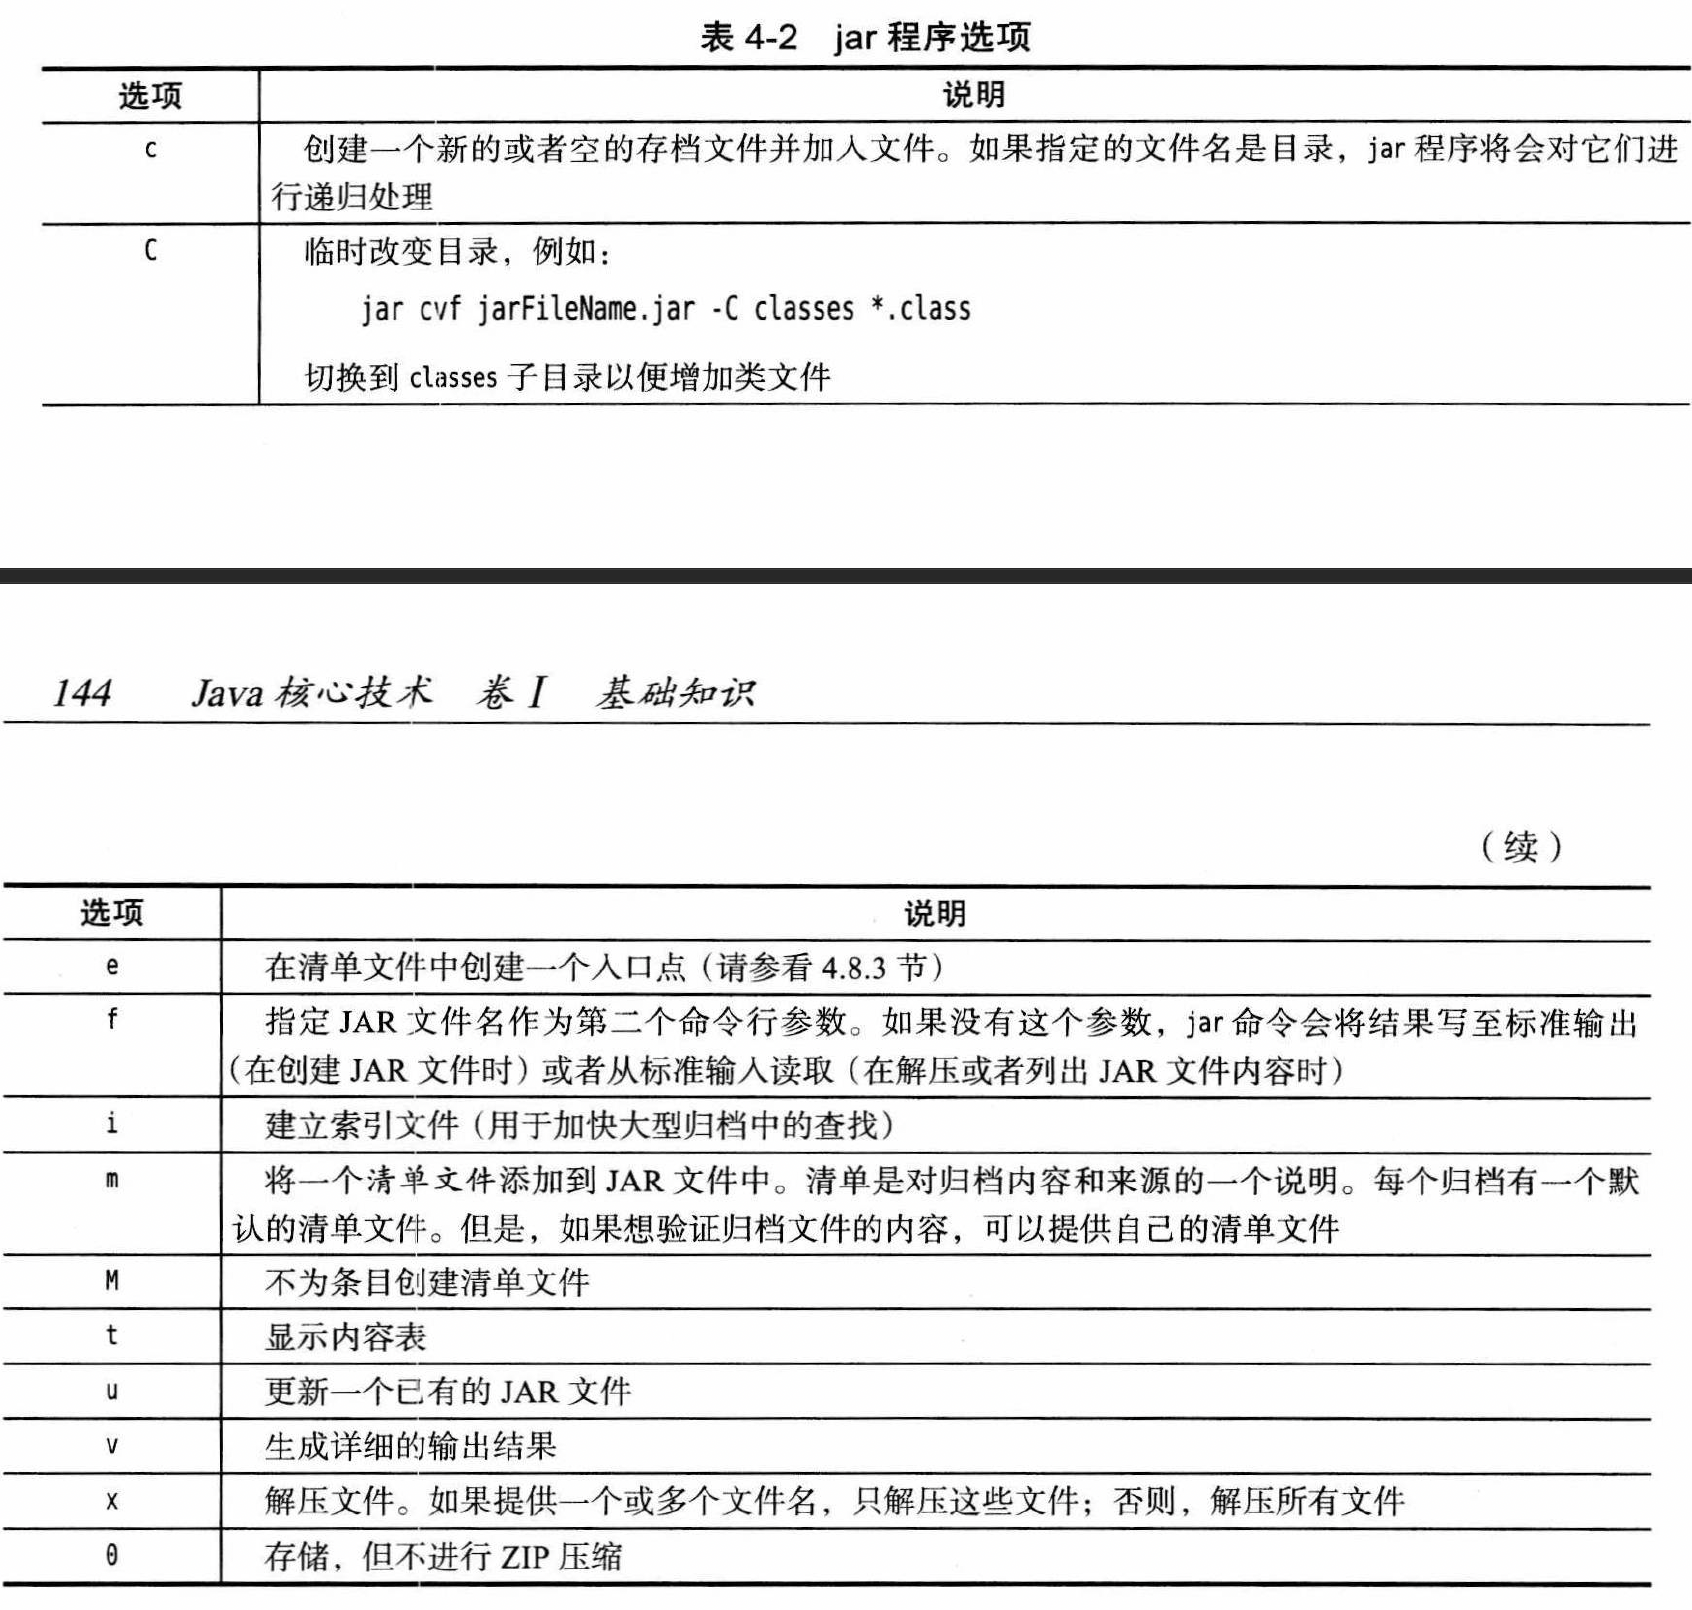 表 4-2 jar 程序选项
选项 说明
c 创建一个新的或者空的存档文件并加入文件。如果指定的文件名是目录，jar 程序将会对它们进
行递归处理
C 临时改变目录，例如：
jar cvf jarFileName.jar -C classes *.class
切换到 classes 子目录以便增加类文件
144 Java 核心技术 卷 I 基础知识
（续）
选项 说明
e 在清单文件中创建一个入口点（请参看 4.8.3 节）
f 指定 JAR 文件名作为第二个命令行参数。如果没有这个参数，jar 命令会将结果写至标准输出
（在创建 JAR 文件时）或者从标准输入读取（在解压或者列出 JAR 文件内容时）
i 建立索引文件（用于加快大型归档中的查找）
m 将一个清单文件添加到 JAR 文件中。清单是对归档内容和来源的一个说明。每个归档有一个默
认的清单文件。但是，如果想验证归档文件的内容，可以提供自己的清单文件
M 不为条目创建清单文件
t 显示内容表
u 更新一个已有的 JAR 文件
v 生成详细的输出结果
x 解压文件。如果提供一个或多个文件名，只解压这些文件；否则，解压所有文件
0 存储，但不进行 ZIP 压缩